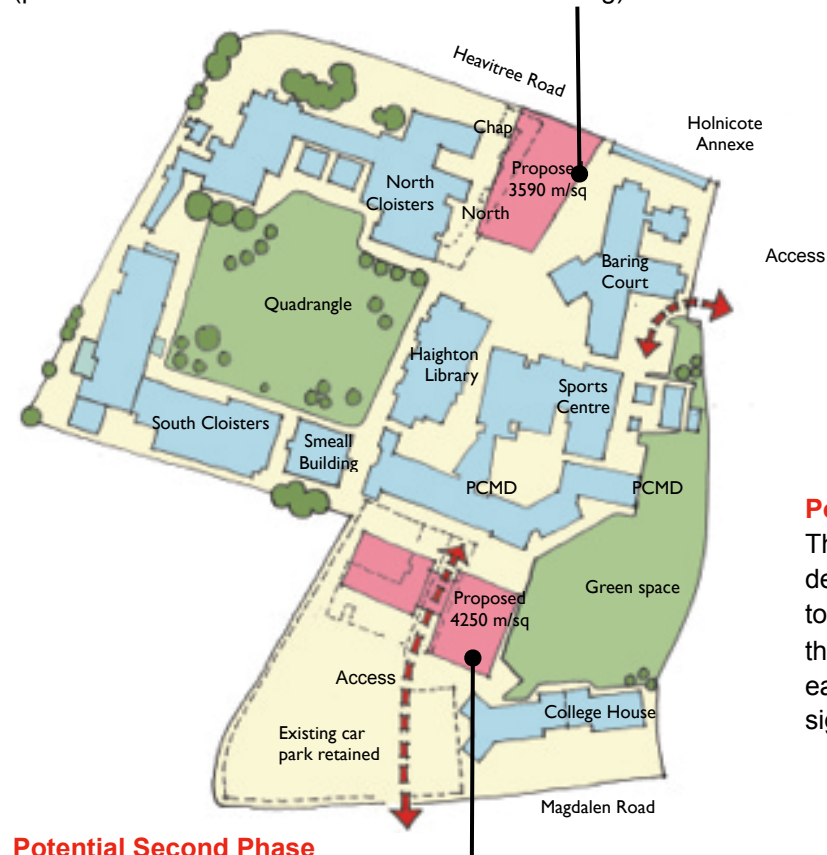 Heavitree Road
Holnicote
Annexe
Chap
Proposed
3590 m/sq
North
Cloisters
North
Baring
Court
Access
Quadrangle
Haighton
Library
Sports
Centre
South Cloisters
Smeall
Building
PCMD
PCMD
Green space
Proposed
4250 m/sq
Access
College House
Existing car
park retained
Magdalen Road
Potential Second Phase